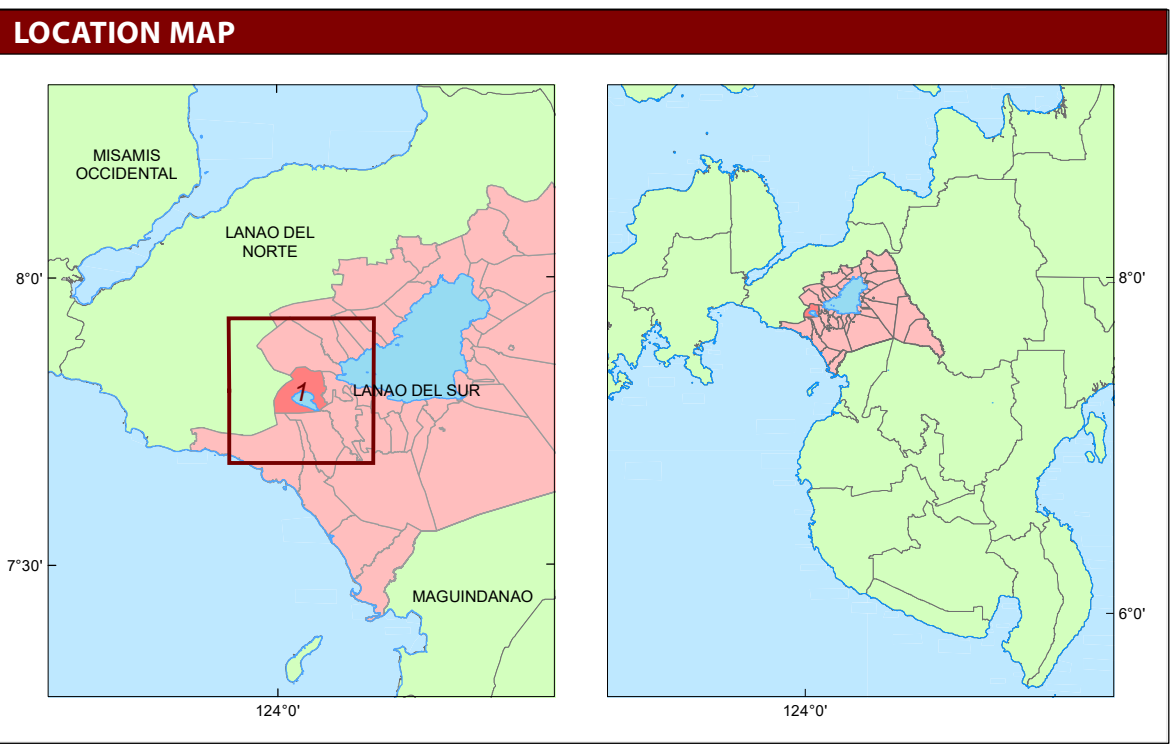 LOCATION MAP
MISAMIS
OCCIDENTAL
LANAO DEL
NORTE
8°0'
1
LANAO DEL SUR
7°30'
MAGUINDANAO
124°0'
8°0'
6°0'
124°0'